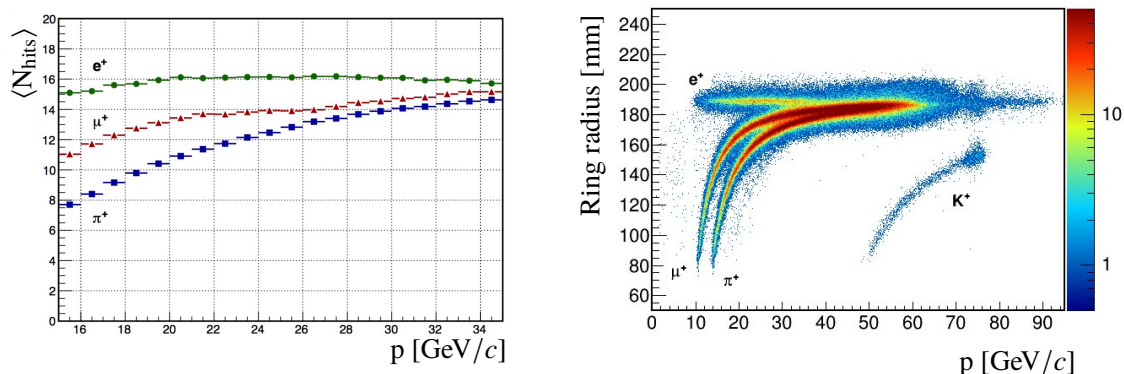 ⟨N_hits⟩
20
18
16
14
12
10
8
6
4
2
0
e⁺
μ⁺
π⁺
16 18 20 22 24 26 28 30 32 34
p [GeV/c]
Ring radius [mm]
240
220
200
180
160
140
120
100
80
60
e⁺
K⁺
μ⁺ π⁺
0 10 20 30 40 50 60 70 80 90
p [GeV/c]
10
1